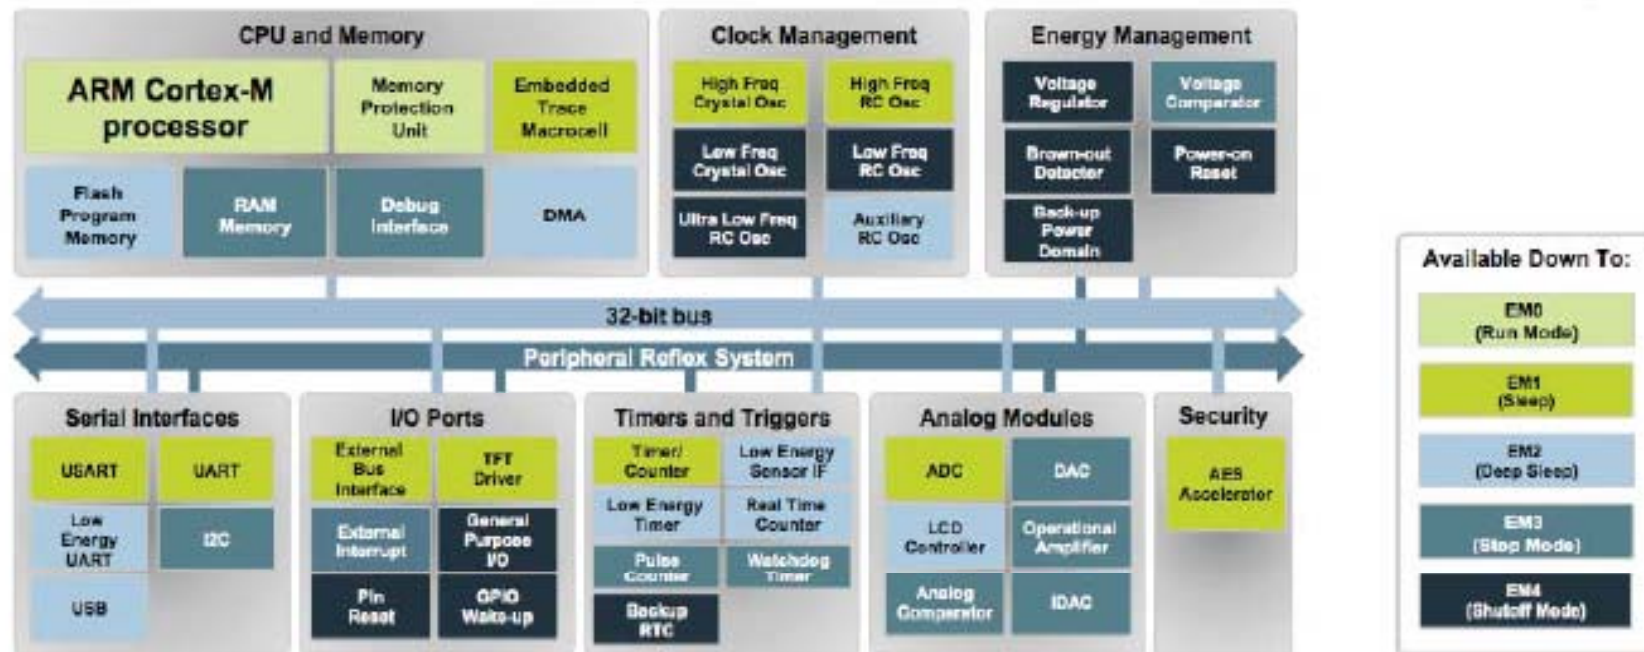 CPU and Memory
ARM Cortex-M
processor
Memory
Protection
Unit
Embedded
Trace
Macrocell
Flash
Program
Memory
RAM
Memory
Debug
Interface
DMA
Clock Management
High Freq
Crystal Osc
High Freq
RC Osc
Low Freq
Crystal Osc
Low Freq
RC Osc
Ultra Low Freq
RC Osc
Auxiliary
RC Osc
Energy Management
Voltage
Regulator
Voltage
Comparator
Brown-out
Detector
Power-on
Reset
Back-up
Power
Domain
32-bit bus
Peripheral Reflex System
Serial Interfaces
USART
UART
Low
Energy
UART
I2C
USB
I/O Ports
External
Bus
Interface
TFT
Driver
External
Interrupt
General
Purpose
I/O
Pin
Reset
GPIO
Wake-up
Timers and Triggers
Timer/
Counter
Low Energy
Sensor IF
Low Energy
Timer
Real Time
Counter
Pulse
Counter
Watchdog
Timer
Backup
RTC
Analog Modules
ADC
DAC
LCD
Controller
Operational
Amplifier
Analog
Comparator
IDAC
Security
AES
Accelerator
Available Down To:
EM0
(Run Mode)
EM1
(Sleep)
EM2
(Deep Sleep)
EM3
(Stop Mode)
EM4
(Shutoff Mode)